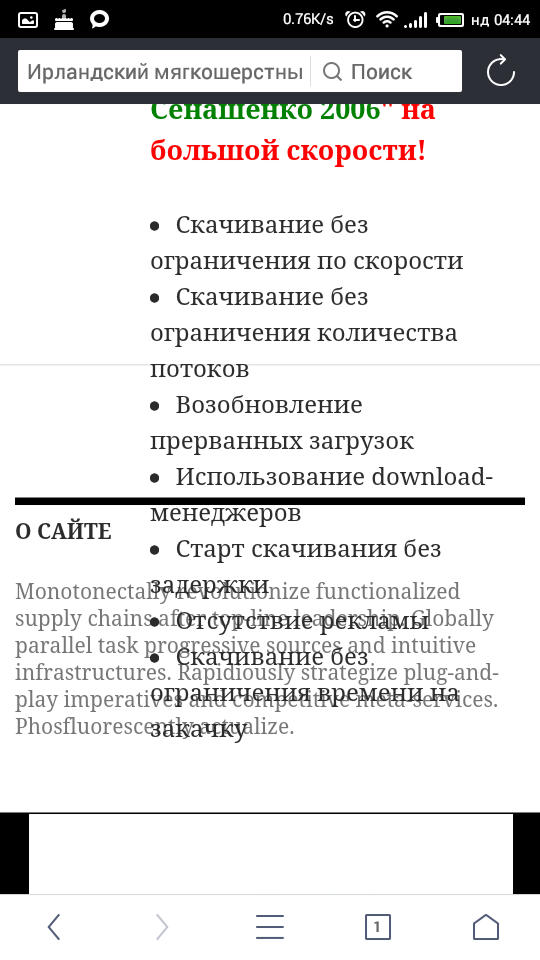 0.76K/s нд 04:44
Ирландский мягкошерстны Поиск
Сенашенко 2006" на
большой скорости!
• Скачивание без
ограничения по скорости
• Скачивание без
ограничения количества
потоков
• Возобновление
прерванных загрузок
• Использование download-
менеджеров
• Старт скачивания без
задержки
• Отсутствие рекламы
• Скачивание без
ограничения времени на
закачку
О САЙТЕ
Monotonectally revolutionize functionalized
supply chains after top-line leadership. Globally
parallel task progressive sources and intuitive
infrastructures. Rapidiously strategize plug-and-
play imperatives and competitive meta-services.
Phosfluorescently actualize.
1